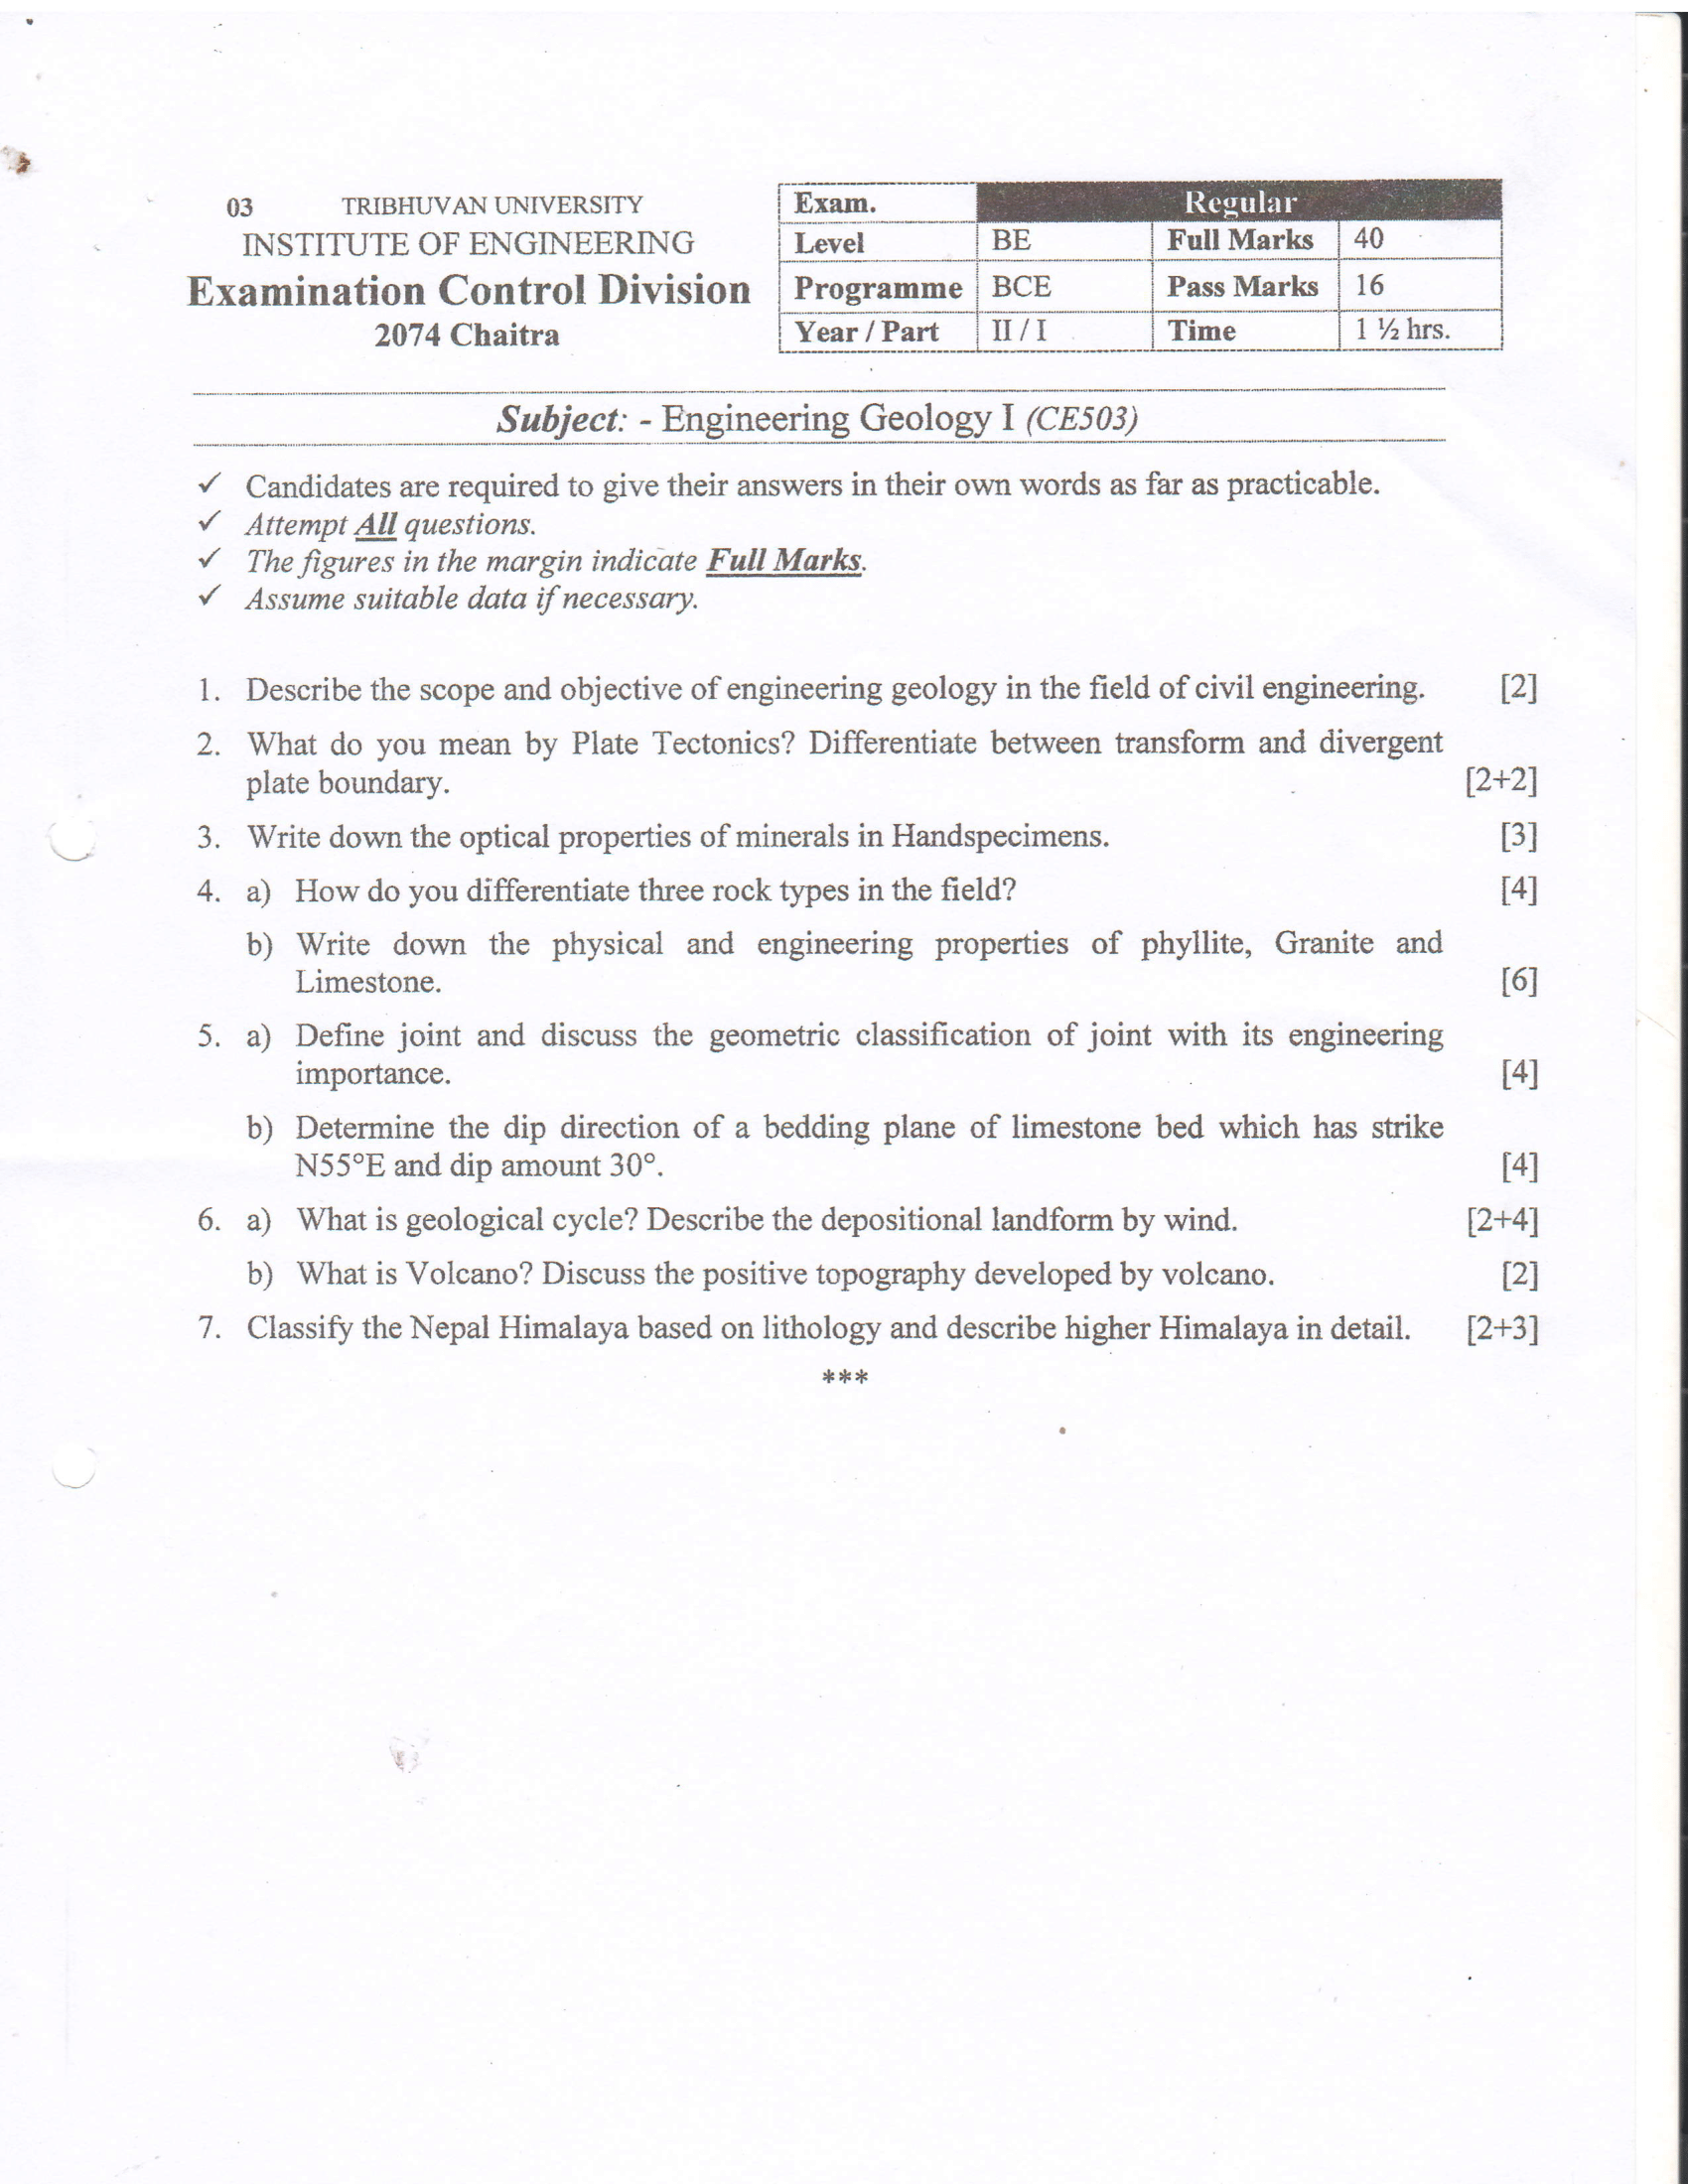 03 TRIBHUVAN UNIVERSITY
INSTITUTE OF ENGINEERING
Examination Control Division
2074 Chaitra
Exam. Regular
Level BE Full Marks 40
Programme BCE Pass Marks 16
Year / Part II / I Time 1 ½ hrs.
Subject: - Engineering Geology I (CE503)
✓ Candidates are required to give their answers in their own words as far as practicable.
✓ Attempt All questions.
✓ The figures in the margin indicate Full Marks.
✓ Assume suitable data if necessary.
1. Describe the scope and objective of engineering geology in the field of civil engineering. [2]
2. What do you mean by Plate Tectonics? Differentiate between transform and divergent
plate boundary. [2+2]
3. Write down the optical properties of minerals in Handspecimens. [3]
4. a) How do you differentiate three rock types in the field? [4]
b) Write down the physical and engineering properties of phyllite, Granite and
Limestone. [6]
5. a) Define joint and discuss the geometric classification of joint with its engineering
importance. [4]
b) Determine the dip direction of a bedding plane of limestone bed which has strike
N55°E and dip amount 30°. [4]
6. a) What is geological cycle? Describe the depositional landform by wind. [2+4]
b) What is Volcano? Discuss the positive topography developed by volcano. [2]
7. Classify the Nepal Himalaya based on lithology and describe higher Himalaya in detail. [2+3]
***